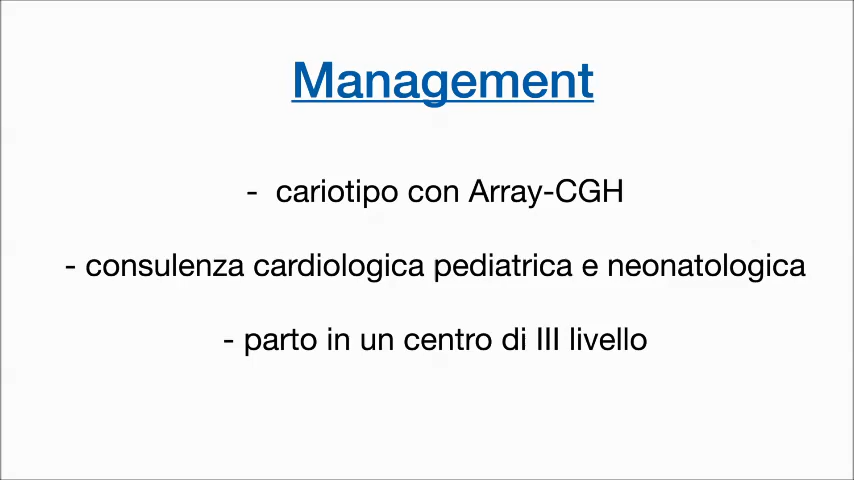 Management
- cariotipo con Array-CGH
- consulenza cardiologica pediatrica e neonatologica
- parto in un centro di III livello